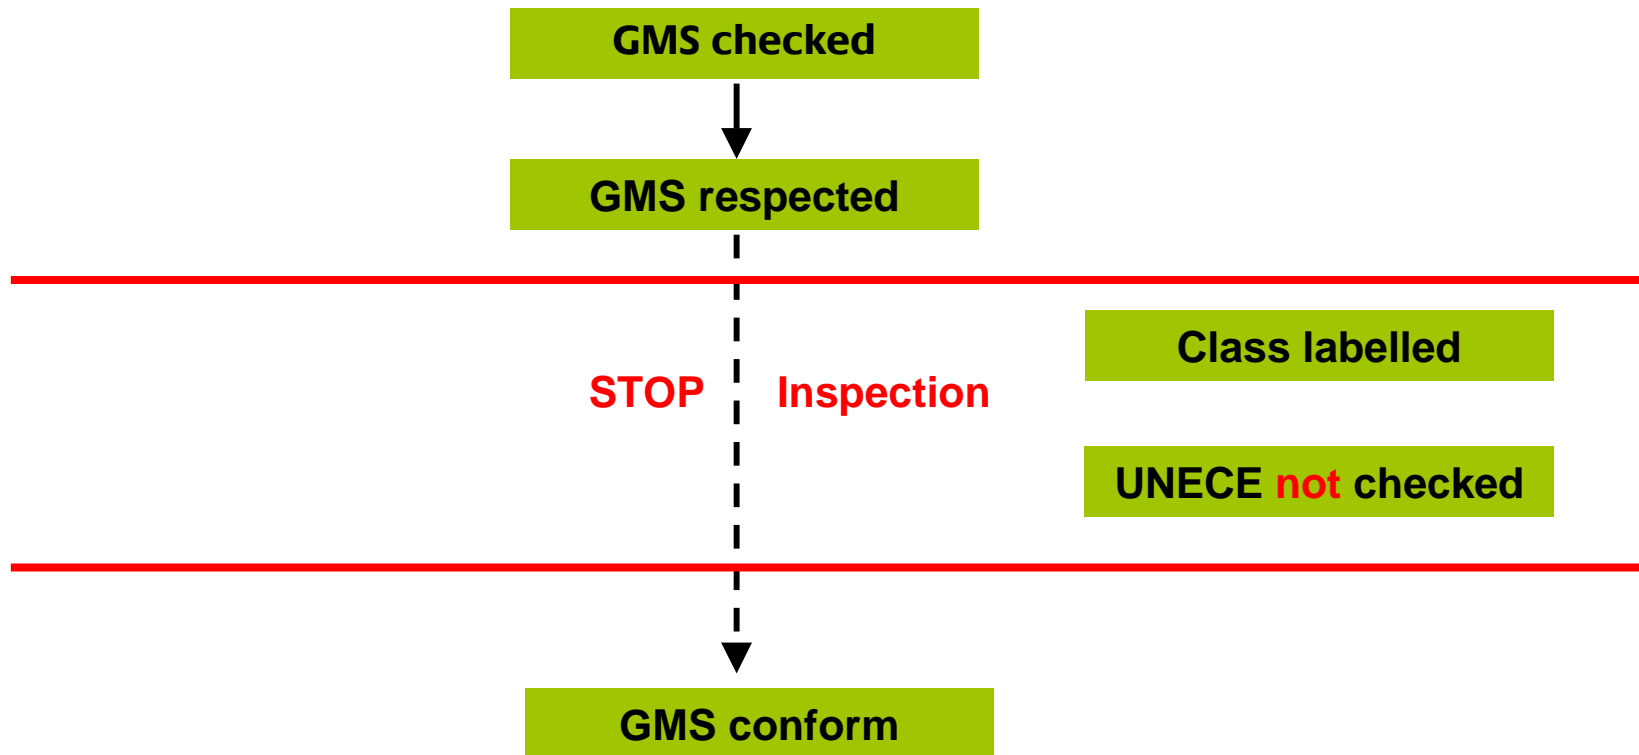 GMS checked
GMS respected
Class labelled
STOP Inspection
UNECE not checked
GMS conform